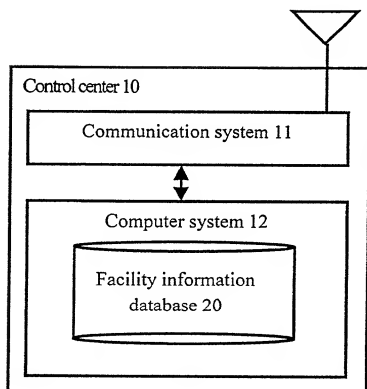 Control center 10
Communication system 11
Computer system 12
Facility information
database 20